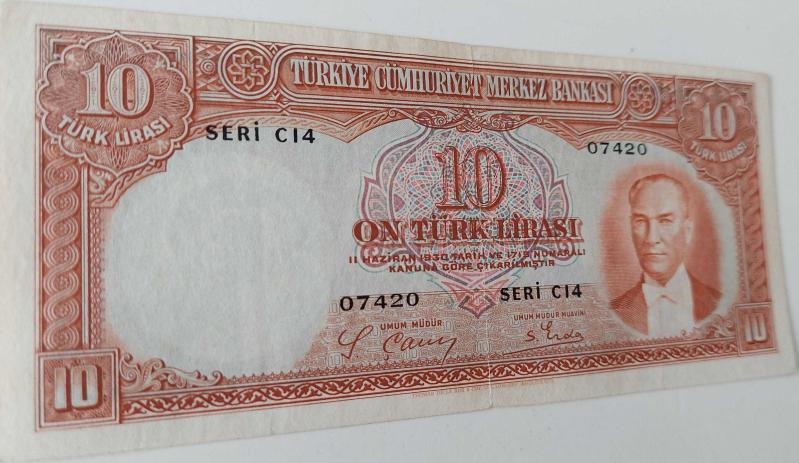 10
TÜRK LİRASI
TÜRKİYE CÜMHURİYET MERKEZ BANKASI
10
TÜRK LİRASI
SERİ C14
07420
10
ON TÜRK LİRASI
11 HAZİRAN 1930 TARİH VE 1715 NUMARALI
KANUNA GÖRE ÇIKARILMIŞTIR
07420
SERİ C14
UMUM MÜDÜR
UMUM MÜDÜR MUAVİNİ
10
10